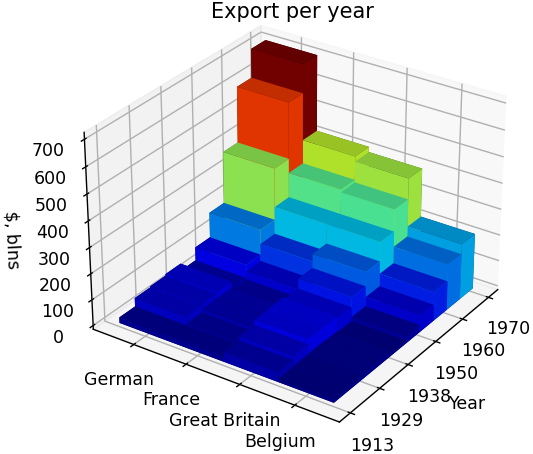 Export per year
700
600
500
400
300
200
100
0
$, blns
German
France
Great Britain
Belgium
1970
1960
1950
1938
1929
1913
Year